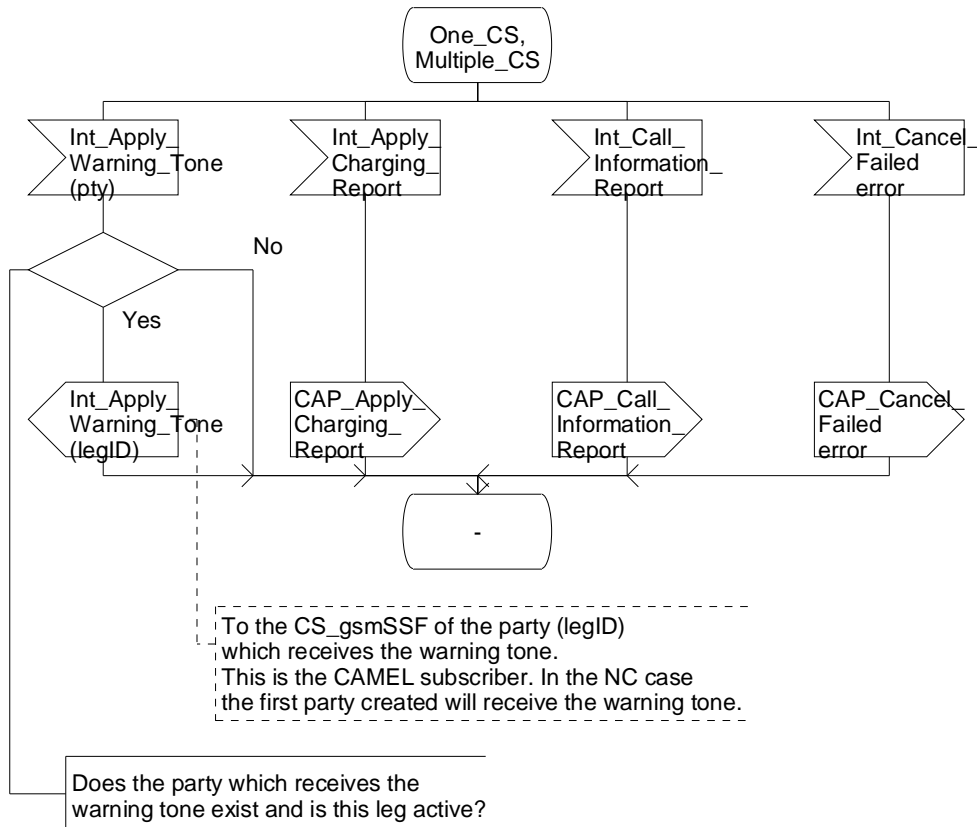 One_CS,
Multiple_CS
Int_Apply_
Warning_Tone
(pty)
Int_Apply_
Charging_
Report
Int_Call_
Information_
Report
Int_Cancel_
Failed
error
No
Yes
Int_Apply_
Warning_Tone
(legID)
CAP_Apply_
Charging_
Report
CAP_Call_
Information_
Report
CAP_Cancel_
Failed
error
-
To the CS_gsmSSF of the party (legID)
which receives the warning tone.
This is the CAMEL subscriber. In the NC case
the first party created will receive the warning tone.
Does the party which receives the
warning tone exist and is this leg active?